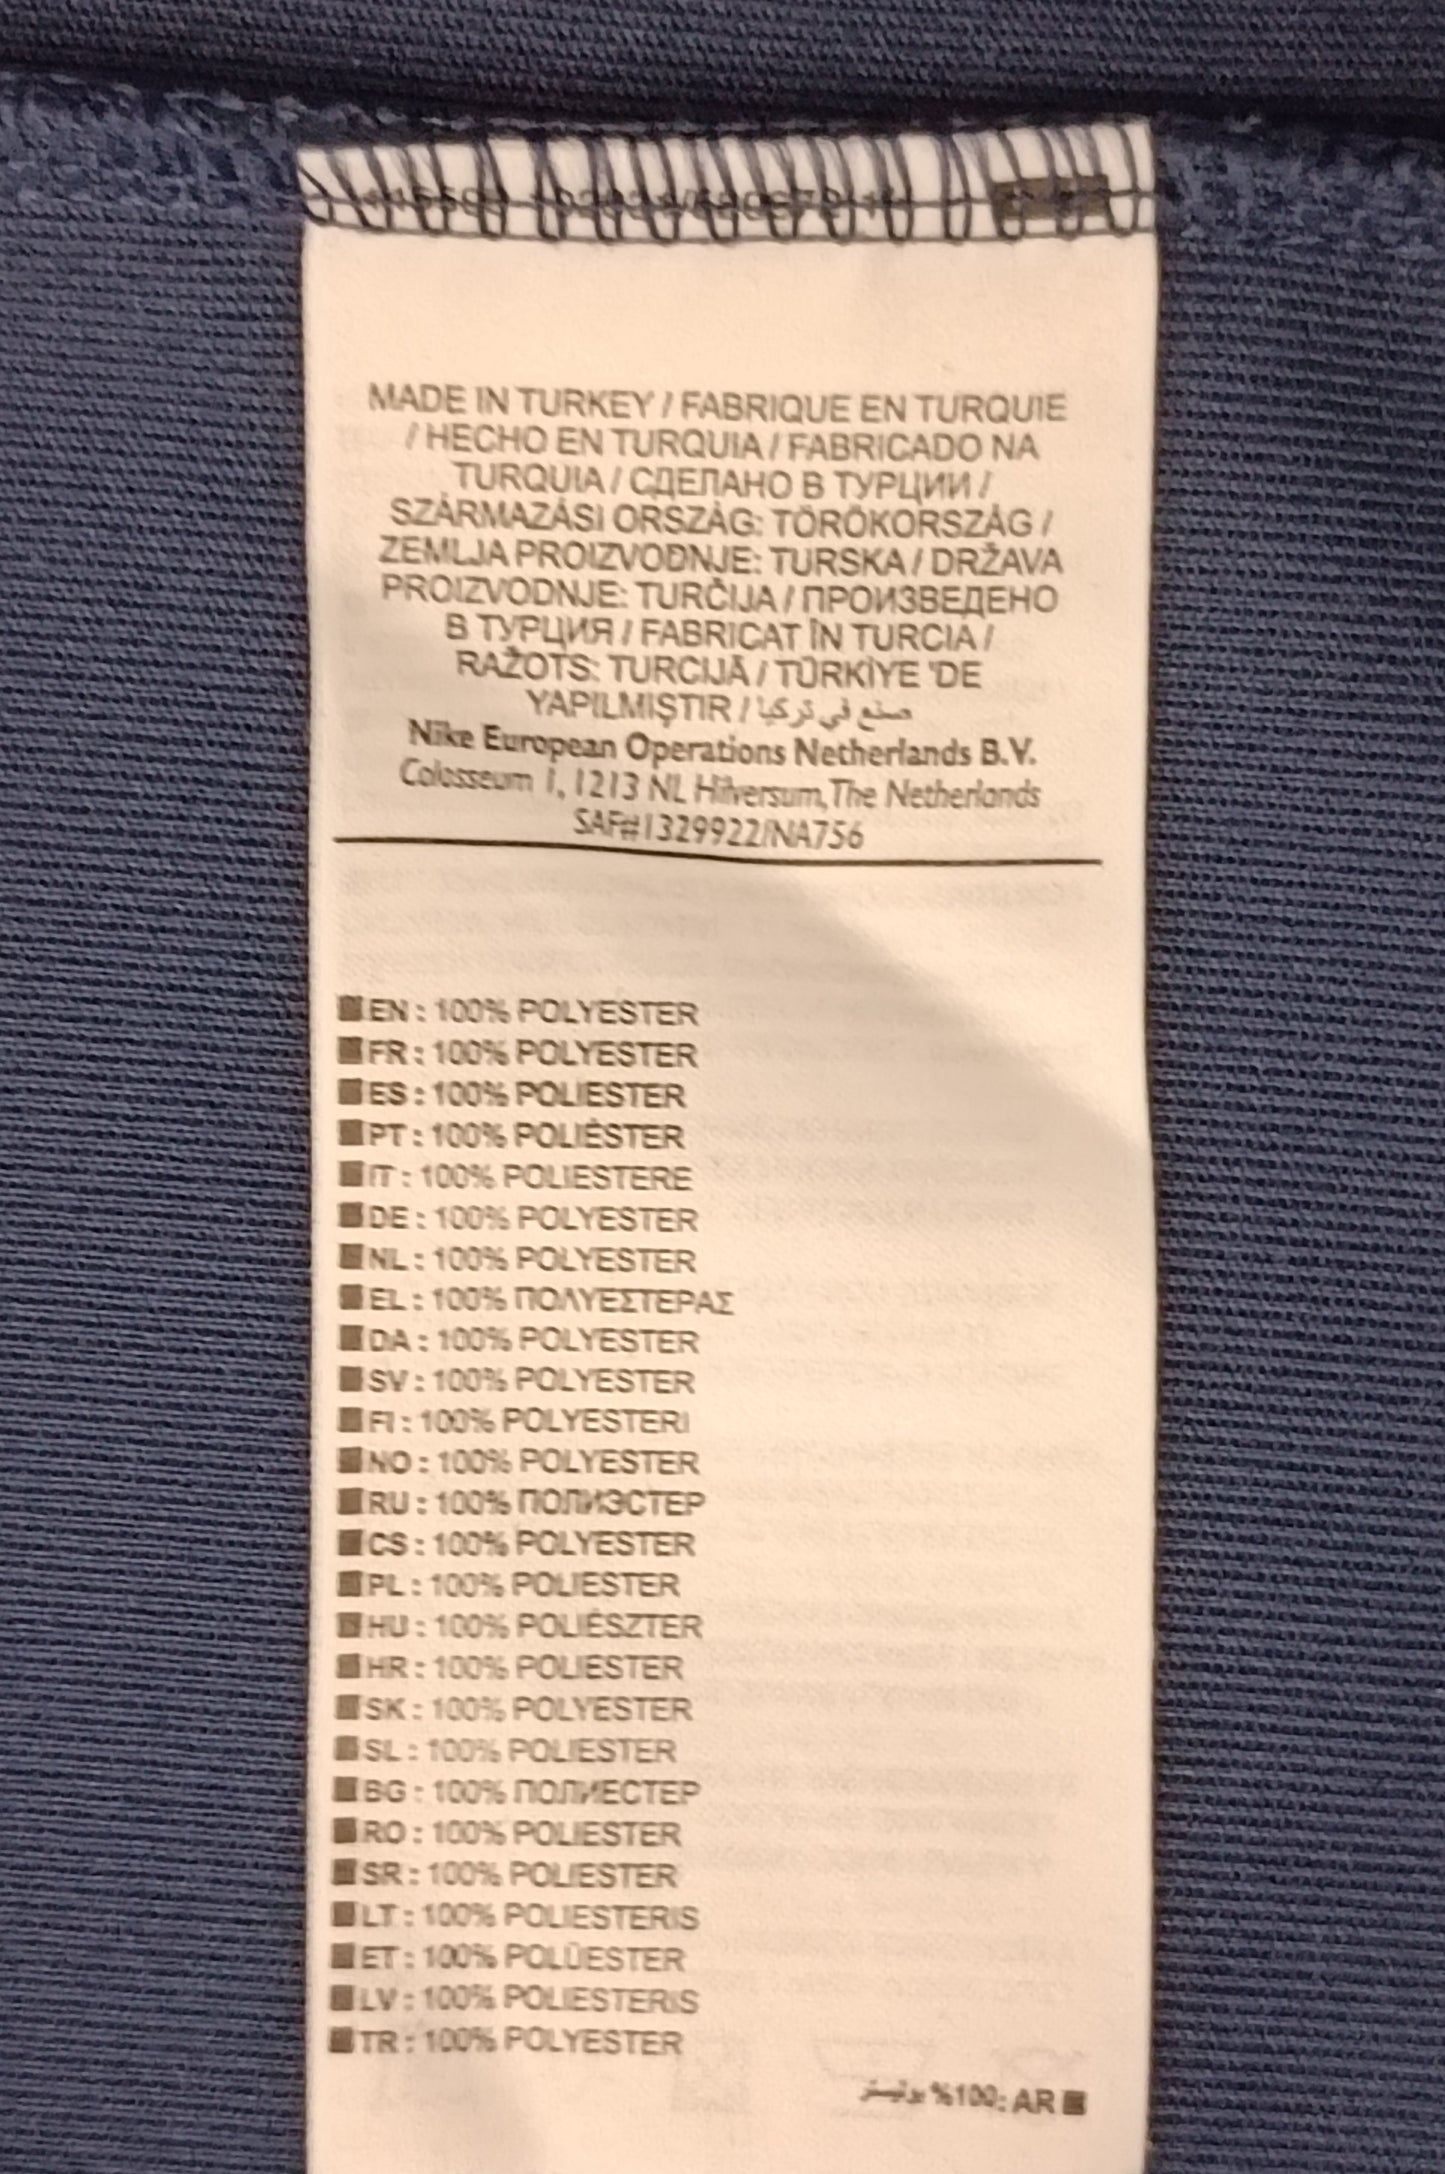 MADE IN TURKEY / FABRIQUE EN TURQUIE
/ HECHO EN TURQUIA / FABRICADO NA
TURQUIA / СДЕЛАНО В ТУРЦИИ /
SZÁRMAZÁSI ORSZÁG: TÖRÖKORSZÁG /
ZEMLJA PROIZVODNJE: TURSKA / DRŽAVA
PROIZVODNJE: TURČIJA / ПРОИЗВЕДЕНО
В ТУРЦИЯ / FABRICAT ÎN TURCIA /
RAŽOTS: TURCIJĀ / TÜRKİYE 'DE
YAPILMIŞTIR / صنع في تركيا
Nike European Operations Netherlands B.V.
Colosseum 1, 1213 NL Hilversum, The Netherlands
SAF#1329922/NA756
EN : 100% POLYESTER
FR : 100% POLYESTER
ES : 100% POLIESTER
PT : 100% POLIÉSTER
IT : 100% POLIESTERE
DE : 100% POLYESTER
NL : 100% POLYESTER
EL : 100% ΠΟΛΥΕΣΤΕΡΑΣ
DA : 100% POLYESTER
SV : 100% POLYESTER
FI : 100% POLYESTERI
NO : 100% POLYESTER
RU : 100% ПОЛИЭСТЕР
CS : 100% POLYESTER
PL : 100% POLIESTER
HU : 100% POLIÉSZTER
HR : 100% POLIESTER
SK : 100% POLYESTER
SL : 100% POLIESTER
BG : 100% ПОЛИЕСТЕР
RO : 100% POLIESTER
SR : 100% POLIESTER
LT : 100% POLIESTERIS
ET : 100% POLÜESTER
LV : 100% POLIESTERIS
TR : 100% POLYESTER
AR :100% بوليستر